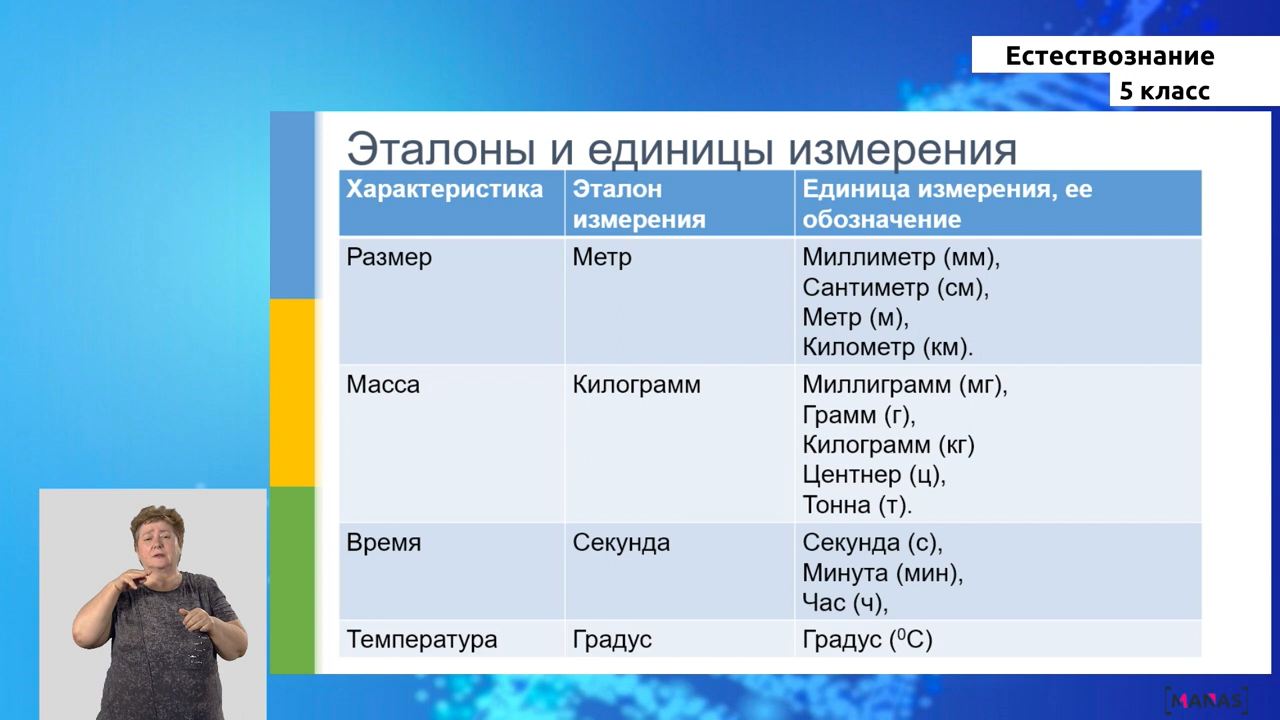 Естествознание
5 класс
Эталоны и единицы измерения
Характеристика
Эталон
измерения
Единица измерения, ее
обозначение
Размер
Метр
Миллиметр (мм),
Сантиметр (см),
Метр (м),
Километр (км).
Масса
Килограмм
Миллиграмм (мг),
Грамм (г),
Килограмм (кг)
Центнер (ц),
Тонна (т).
Время
Секунда
Секунда (с),
Минута (мин),
Час (ч),
Температура
Градус
Градус (⁰С)
[MANAS]